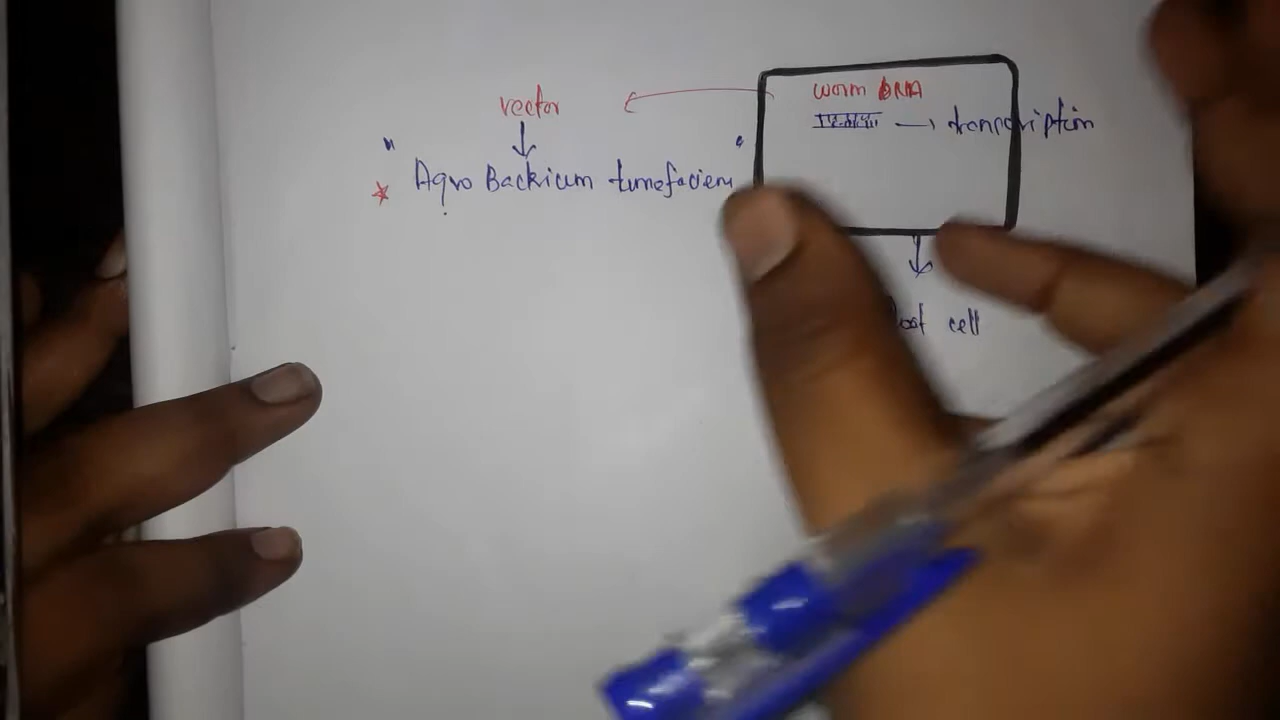 vector
worm DNA
→ transcription
" Agro Backium tumefaciens "
* 
cell